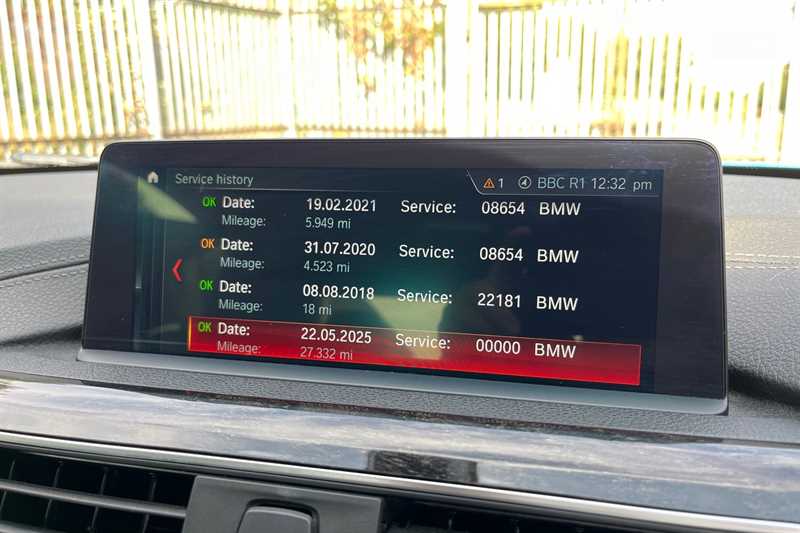 Service history 1 BBC R1 12:32 pm
OK Date: 19.02.2021 Service: 08654 BMW
Mileage: 5.949 mi
OK Date: 31.07.2020 Service: 08654 BMW
Mileage: 4.523 mi
OK Date: 08.08.2018 Service: 22181 BMW
Mileage: 18 mi
OK Date: 22.05.2025 Service: 00000 BMW
Mileage: 27.332 mi